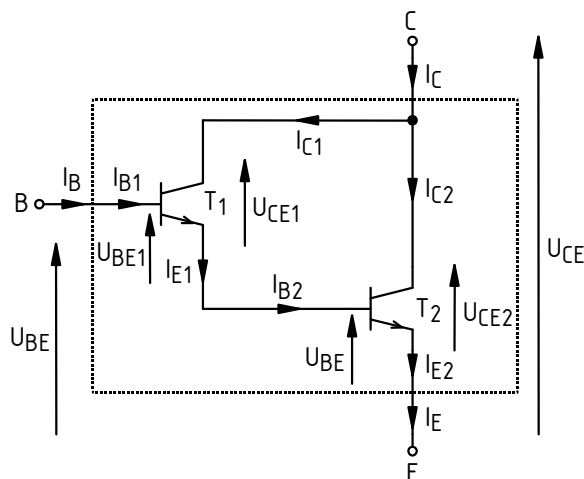 C
I_C
I_C1
I_B
I_B1
B
T_1
U_CE1
I_C2
U_CE
U_BE1
I_E1
I_B2
U_BE
T_2
U_CE2
U_BE
I_E2
I_E
E